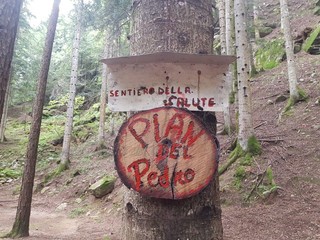 SENTIERO DELLA
SALUTE
PIAN
DEL
PEDRO